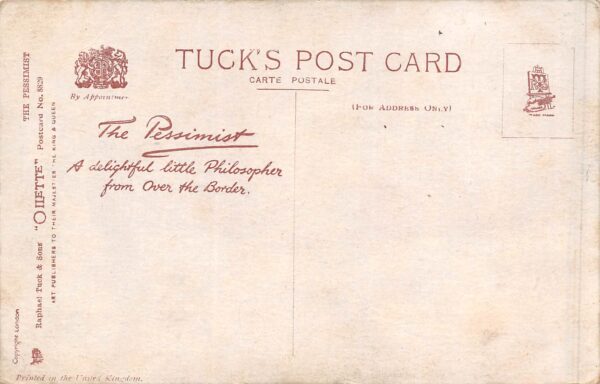 TUCK'S POST CARD
CARTE POSTALE
By Appointment
(FOR ADDRESS ONLY)
The Pessimist
A delightful little Philosopher
from Over the Border.
THE PESSIMIST
Raphael Tuck & Sons "OILETTE" Postcard No. 8829
ART PUBLISHERS TO THEIR MAJESTIES THE KING & QUEEN
Copyright London
Printed in the United Kingdom.
TRADE MARK